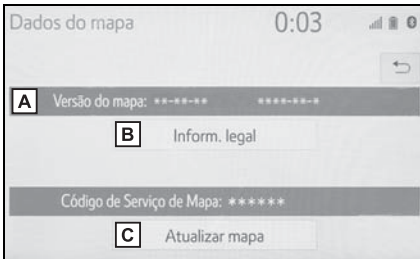 Dados do mapa 0:03
A Versão do mapa: **-**-** ****-**-*
B Inform. legal
Código de Serviço de Mapa: ******
C Atualizar mapa